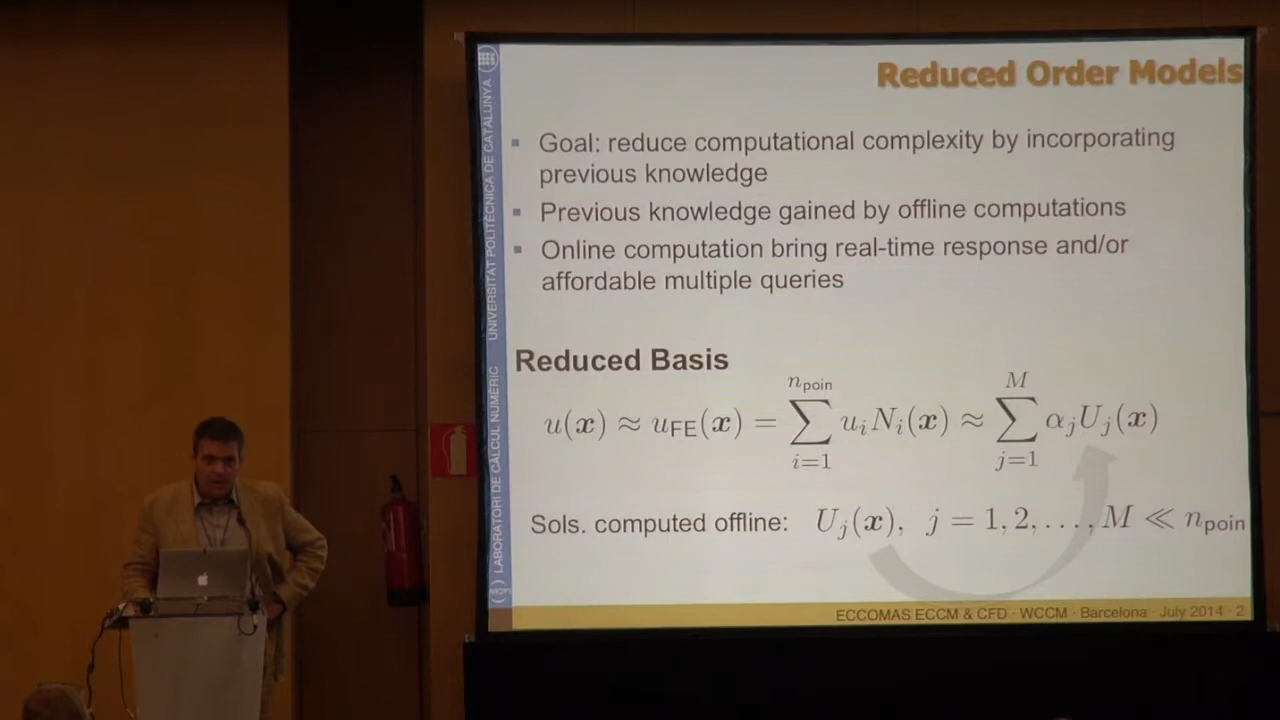 Reduced Order Models
▪ Goal: reduce computational complexity by incorporating
previous knowledge
▪ Previous knowledge gained by offline computations
▪ Online computation bring real-time response and/or
affordable multiple queries
Reduced Basis
u(x) ≈ u_FE(x) = ∑_{i=1}^{n_poin} u_i N_i(x) ≈ ∑_{j=1}^{M} α_j U_j(x)
Sols. computed offline: U_j(x), j = 1, 2, . . . , M ≪ n_poin
ECCOMAS ECCM & CFD · WCCM · Barcelona · July 2014 · 2
LABORATORI DE CÀLCUL NUMÈRIC UNIVERSITAT POLITÈCNICA DE CATALUNYA